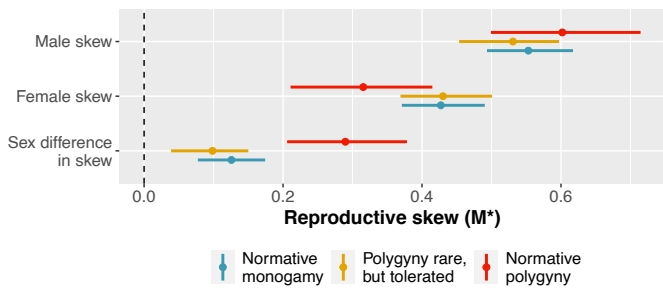 Male skew
Female skew
Sex difference
in skew
0.0 0.2 0.4 0.6
Reproductive skew (M*)
Normative
monogamy
Polygyny rare,
but tolerated
Normative
polygyny